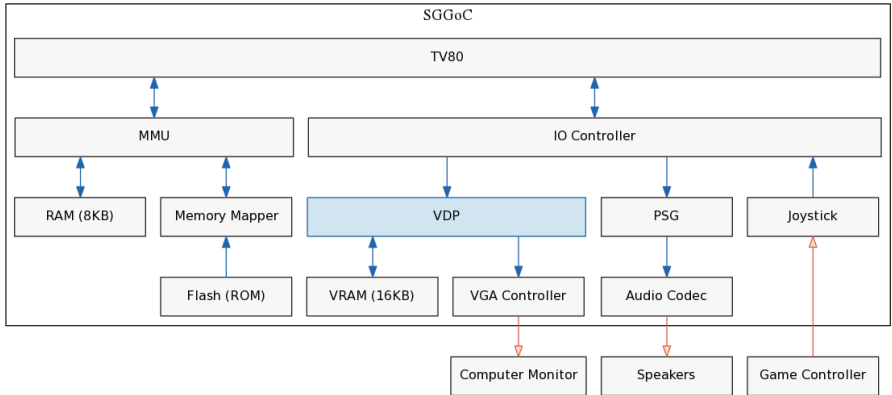 SGGoC
TV80
MMU
IO Controller
RAM (8KB)
Memory Mapper
VDP
PSG
Joystick
Flash (ROM)
VRAM (16KB)
VGA Controller
Audio Codec
Computer Monitor
Speakers
Game Controller